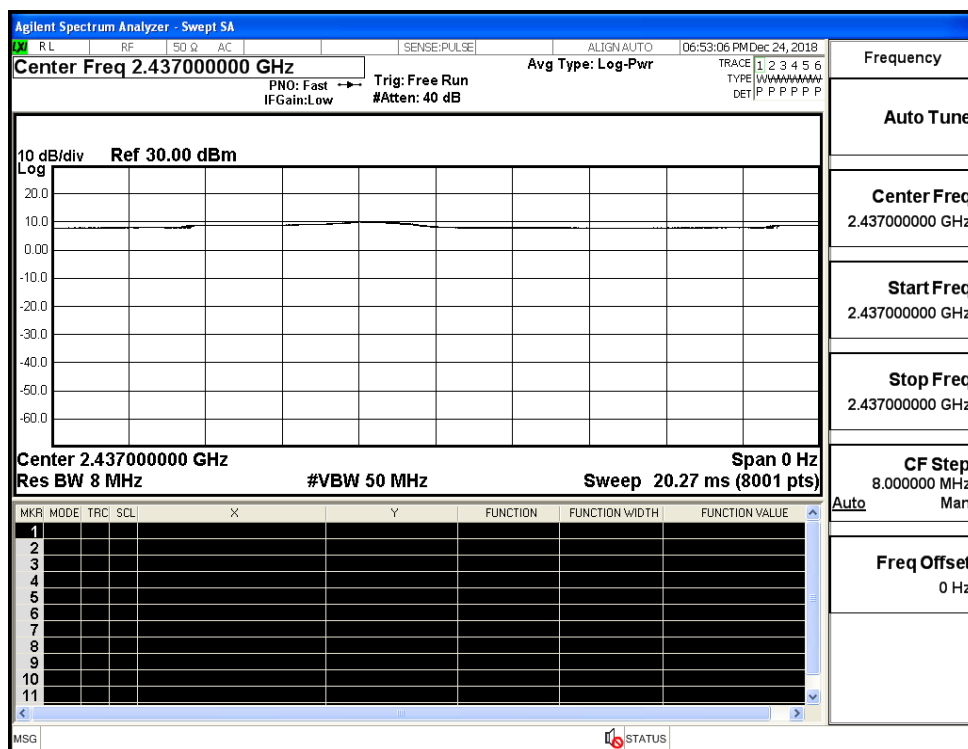 Agilent Spectrum Analyzer - Swept SA
LXI RL RF 50 Ω AC SENSE:PULSE ALIGN AUTO 06:53:06 PM Dec 24, 2018
Center Freq 2.437000000 GHz
PNO: Fast
IFGain:Low
Trig: Free Run
#Atten: 40 dB
Avg Type: Log-Pwr
TRACE 1 2 3 4 5 6
TYPE WWWWWW
DET P P P P P P
10 dB/div Ref 30.00 dBm
Log
20.0
10.0
0.00
-10.0
-20.0
-30.0
-40.0
-50.0
-60.0
Center 2.437000000 GHz Span 0 Hz
Res BW 8 MHz #VBW 50 MHz Sweep 20.27 ms (8001 pts)
MKR MODE TRC SCL X Y FUNCTION FUNCTION WIDTH FUNCTION VALUE
1
2
3
4
5
6
7
8
9
10
11
MSG STATUS
Frequency
Auto Tune
Center Freq
2.437000000 GHz
Start Freq
2.437000000 GHz
Stop Freq
2.437000000 GHz
CF Step
8.000000 MHz
Auto Man
Freq Offset
0 Hz